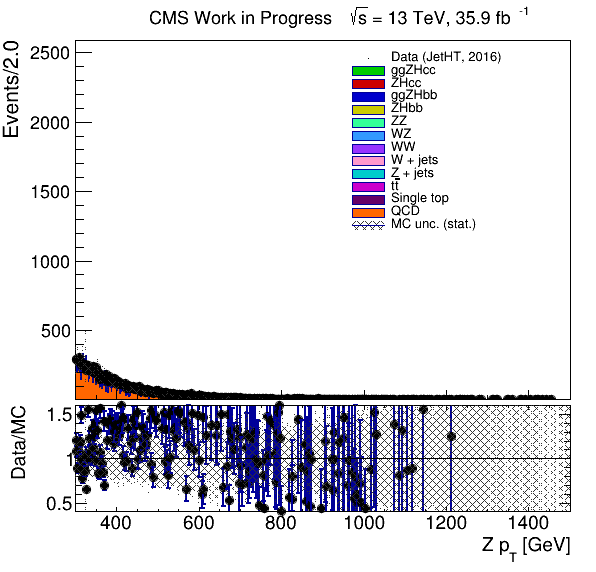 CMS Work in Progress √s = 13 TeV, 35.9 fb -1
Events/2.0
2500
2000
1500
1000
500
Data (JetHT, 2016)
ggZHcc
ZHcc
ggZHbb
ZHbb
ZZ
WZ
WW
W + jets
Z + jets
tt̅
Single top
QCD
MC unc. (stat.)
Data/MC
1.5
1
0.5
400 600 800 1000 1200 1400
Z pT [GeV]